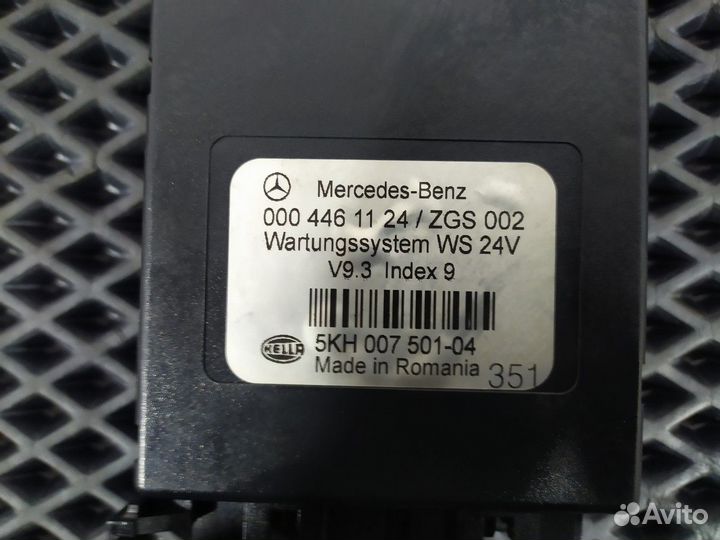 Mercedes-Benz
000 446 11 24 / ZGS 002
Wartungssystem WS 24V
V9.3 Index 9
HELLA 5KH 007 501-04
Made in Romania 351
Avito